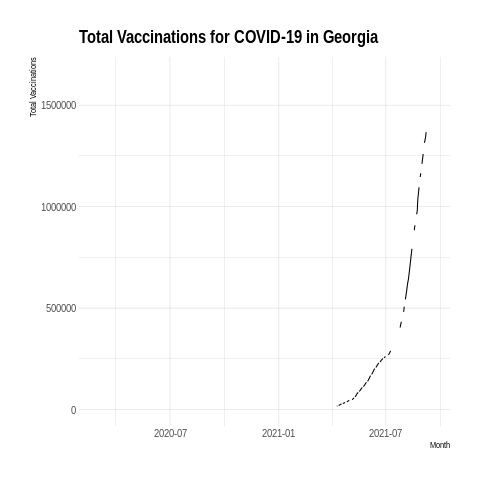 Total Vaccinations for COVID-19 in Georgia
Total Vaccinations
1500000
1000000
500000
0
2020-07 2021-01 2021-07
Month